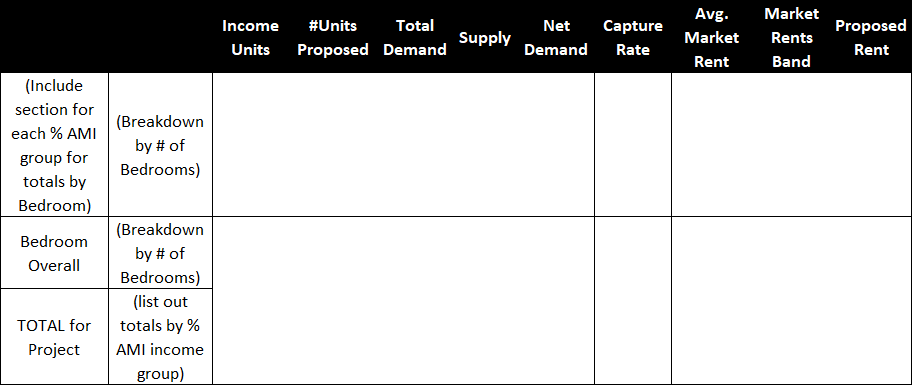 Income
Units
#Units
Proposed
Total
Demand
Supply
Net
Demand
Capture
Rate
Avg.
Market
Rent
Market
Rents
Band
Proposed
Rent
(Include
section for
each % AMI
group for
totals by
Bedroom)
(Breakdown
by # of
Bedrooms)
Bedroom
Overall
(Breakdown
by # of
Bedrooms)
TOTAL for
Project
(list out
totals by %
AMI income
group)